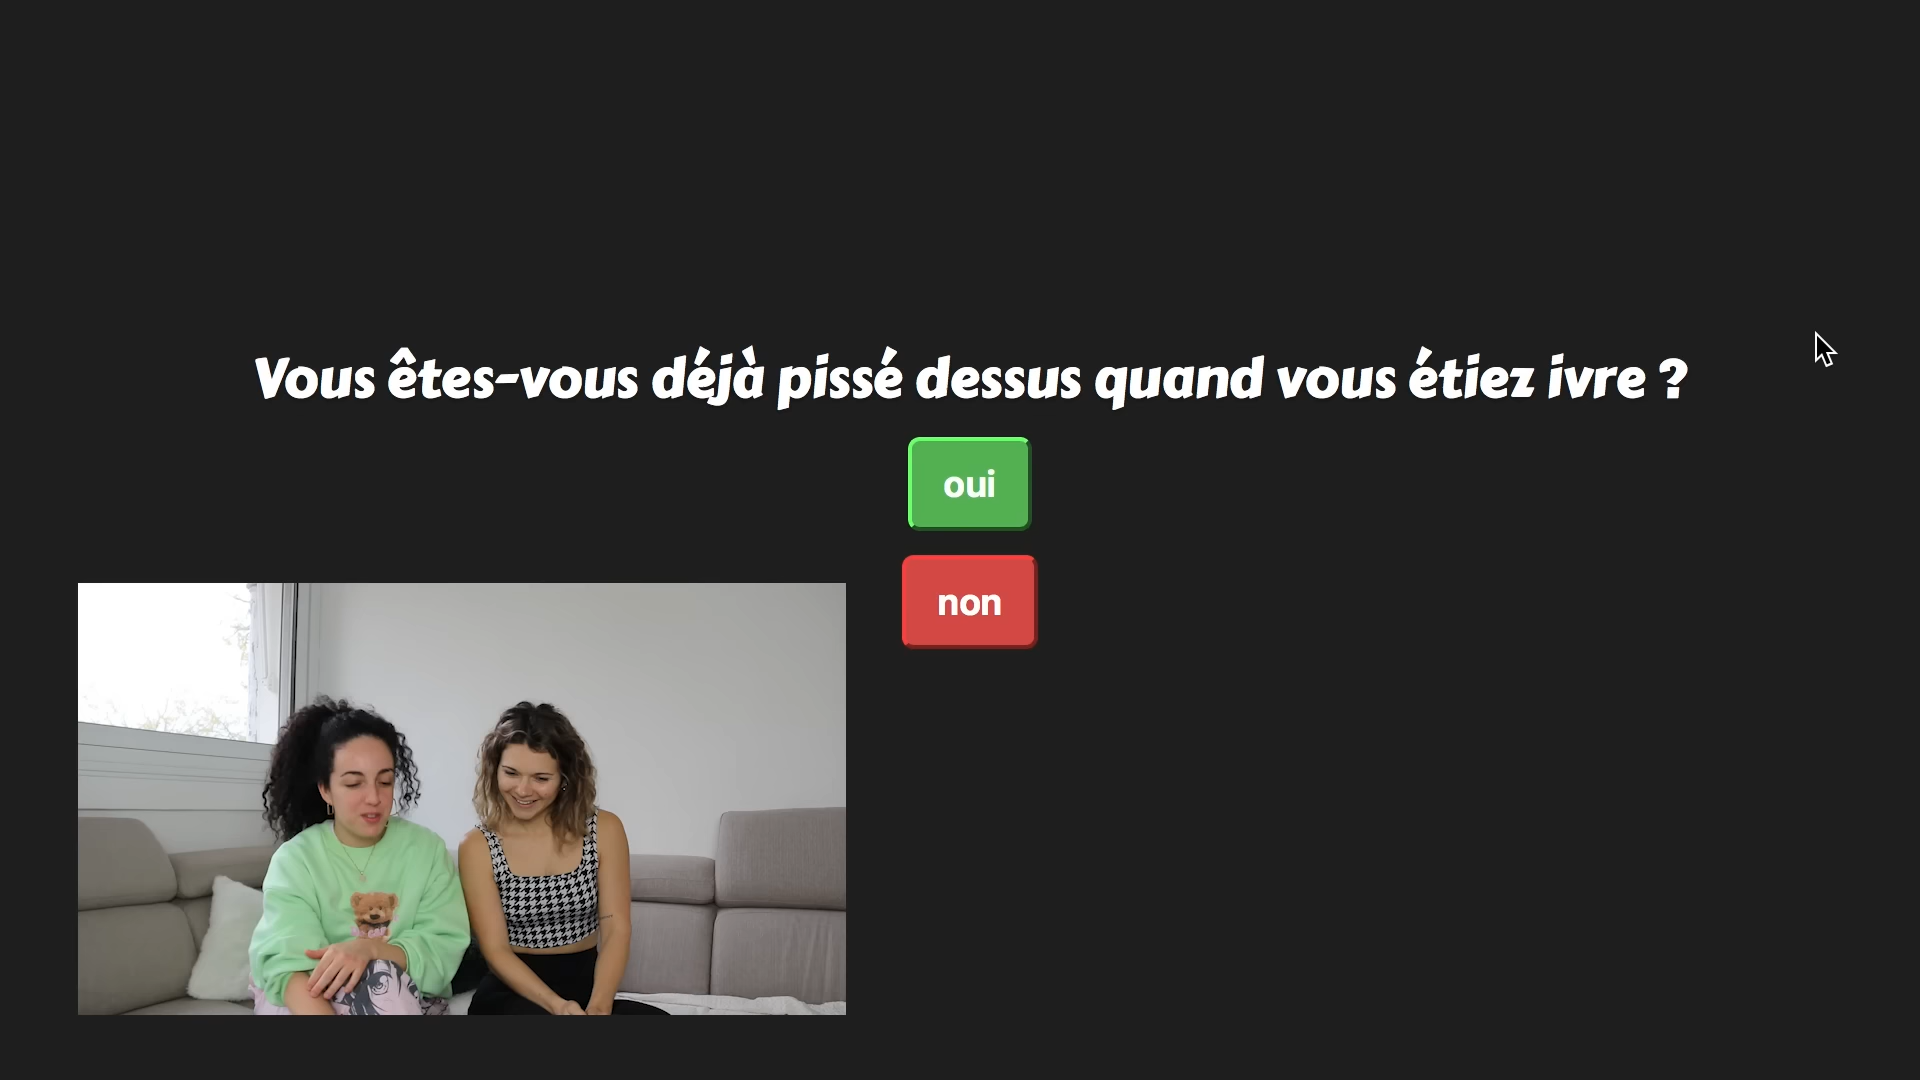 Vous êtes-vous déjà pissé dessus quand vous étiez ivre ?
oui
non